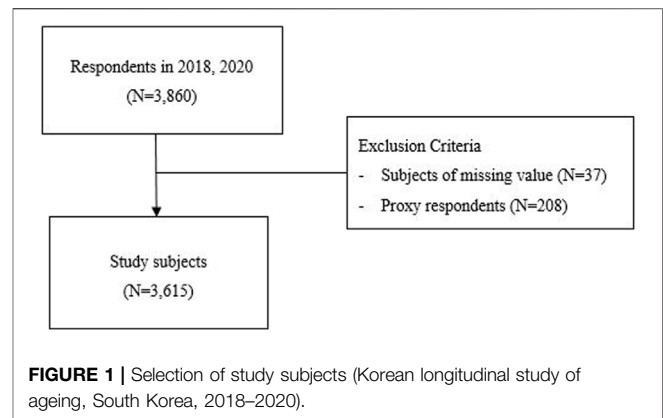 Respondents in 2018, 2020
(N=3,860)
Exclusion Criteria
- Subjects of missing value (N=37)
- Proxy respondents (N=208)
Study subjects
(N=3,615)
FIGURE 1 | Selection of study subjects (Korean longitudinal study of
ageing, South Korea, 2018–2020).